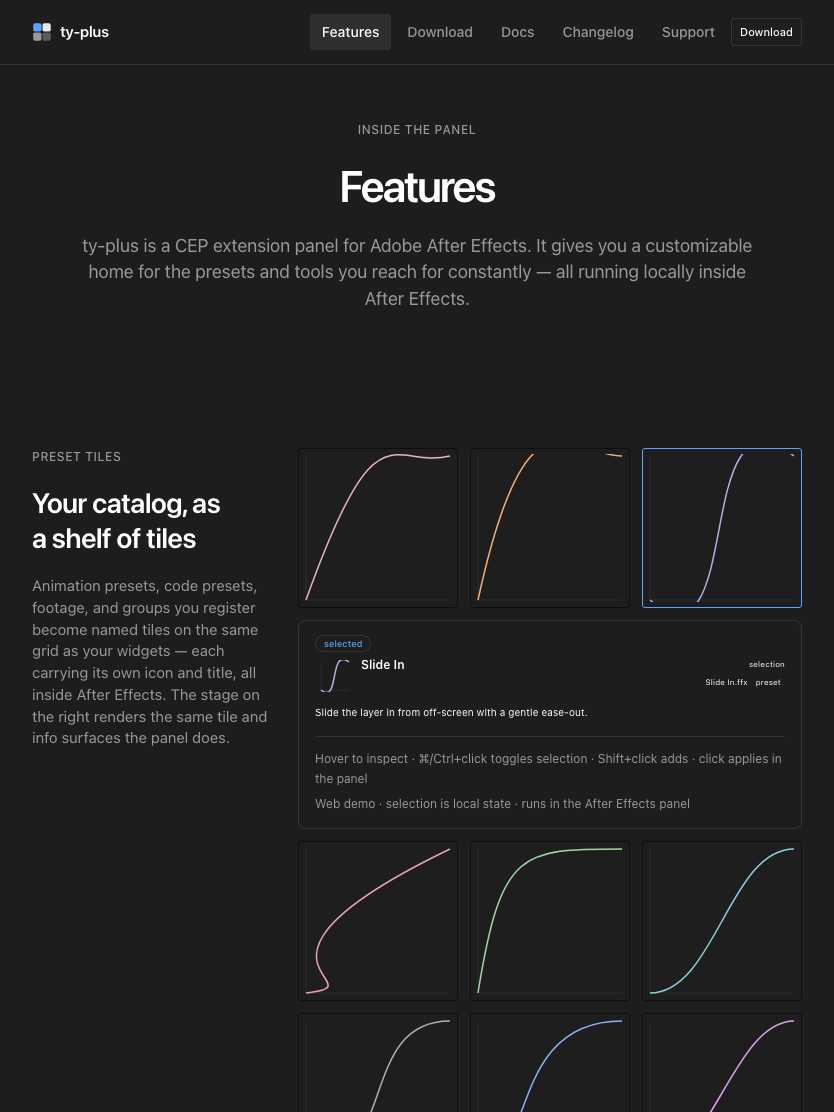 ty-plus
Features
Download
Docs
Changelog
Support
Download
INSIDE THE PANEL
Features
ty-plus is a CEP extension panel for Adobe After Effects. It gives you a customizable
home for the presets and tools you reach for constantly — all running locally inside
After Effects.
PRESET TILES
Your catalog, as
a shelf of tiles
Animation presets, code presets,
footage, and groups you register
become named tiles on the same
grid as your widgets — each
carrying its own icon and title, all
inside After Effects. The stage on
the right renders the same tile and
info surfaces the panel does.
selected
Slide In
selection
Slide In.ffx preset
Slide the layer in from off-screen with a gentle ease-out.
Hover to inspect · ⌘/Ctrl+click toggles selection · Shift+click adds · click applies in
the panel
Web demo · selection is local state · runs in the After Effects panel